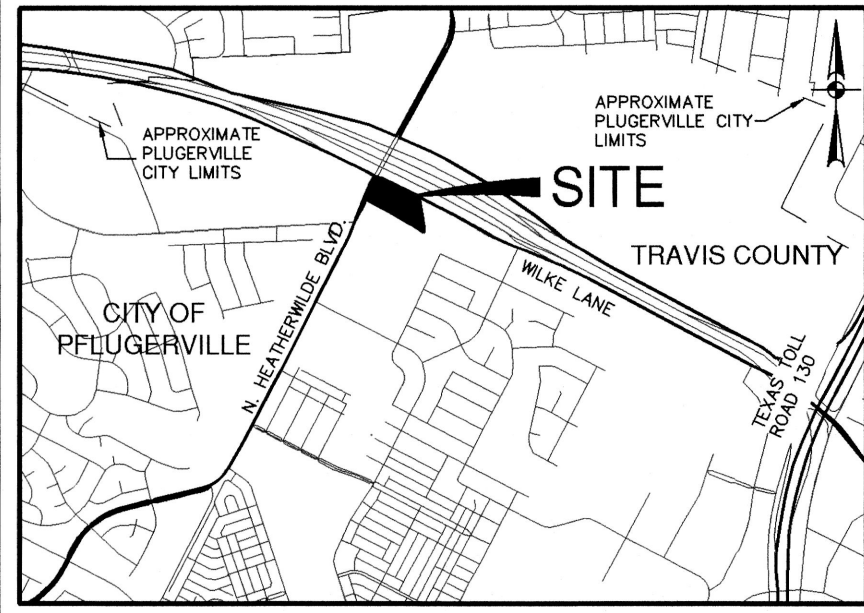 APPROXIMATE
PLUGERVILLE
CITY LIMITS
APPROXIMATE
PLUGERVILLE CITY
LIMITS
SITE
TRAVIS COUNTY
WILKE LANE
CITY OF
PFLUGERVILLE
N. HEATHERWILDE BLVD.
TEXAS TOLL
ROAD 130